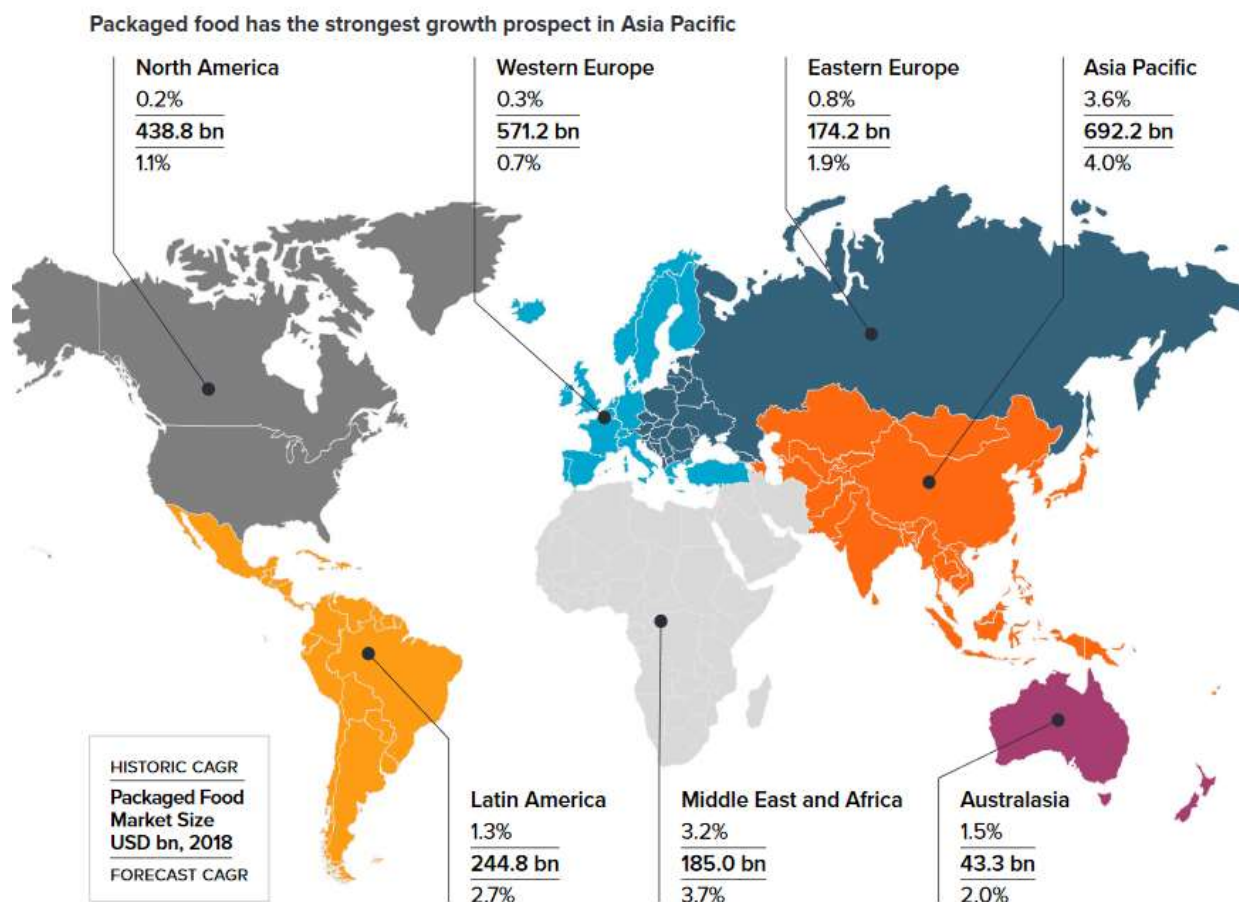 Packaged food has the strongest growth prospect in Asia Pacific
North America
0.2%
438.8 bn
1.1%
Western Europe
0.3%
571.2 bn
0.7%
Eastern Europe
0.8%
174.2 bn
1.9%
Asia Pacific
3.6%
692.2 bn
4.0%
HISTORIC CAGR
Packaged Food
Market Size
USD bn, 2018
FORECAST CAGR
Latin America
1.3%
244.8 bn
2.7%
Middle East and Africa
3.2%
185.0 bn
3.7%
Australasia
1.5%
43.3 bn
2.0%